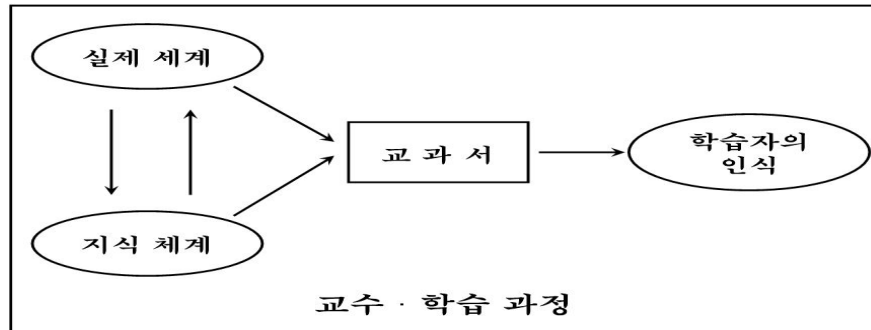 실제 세계
교 과 서
학습자의
인식
지식 체계
교수 · 학습 과정